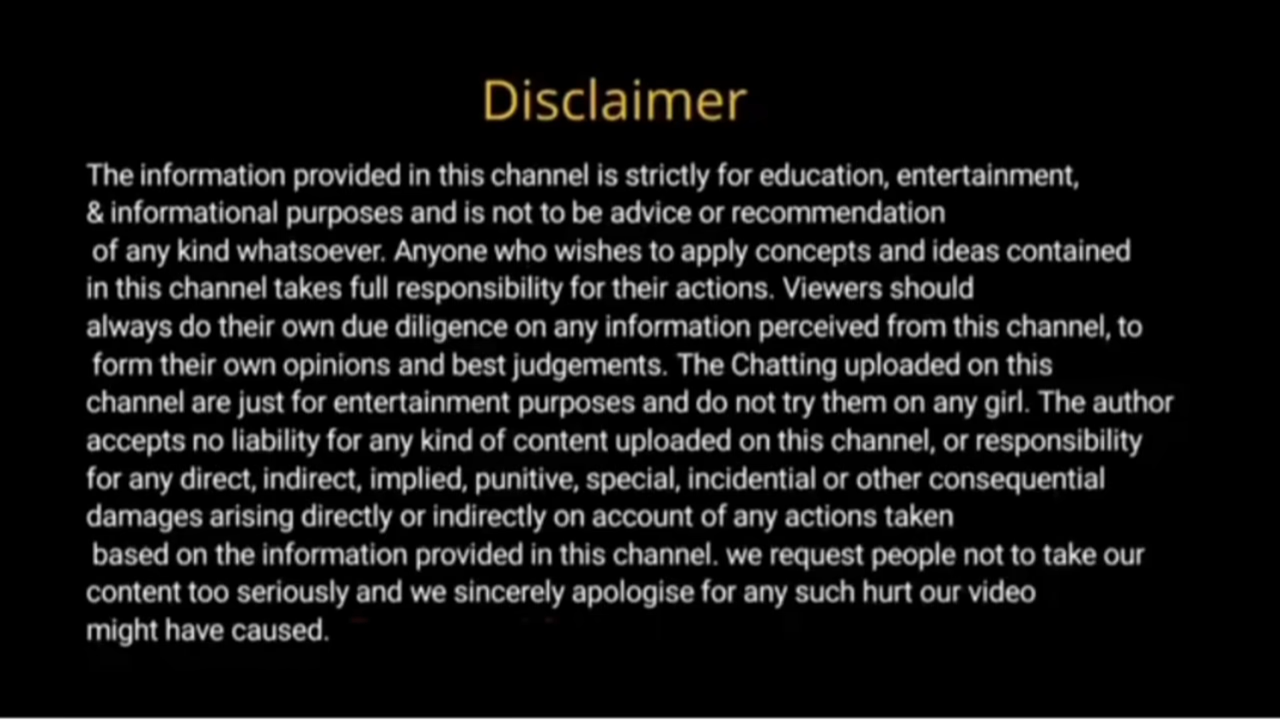 Disclaimer
The information provided in this channel is strictly for education, entertainment,
& informational purposes and is not to be advice or recommendation
of any kind whatsoever. Anyone who wishes to apply concepts and ideas contained
in this channel takes full responsibility for their actions. Viewers should
always do their own due diligence on any information perceived from this channel, to
form their own opinions and best judgements. The Chatting uploaded on this
channel are just for entertainment purposes and do not try them on any girl. The author
accepts no liability for any kind of content uploaded on this channel, or responsibility
for any direct, indirect, implied, punitive, special, incidential or other consequential
damages arising directly or indirectly on account of any actions taken
based on the information provided in this channel. we request people not to take our
content too seriously and we sincerely apologise for any such hurt our video
might have caused.